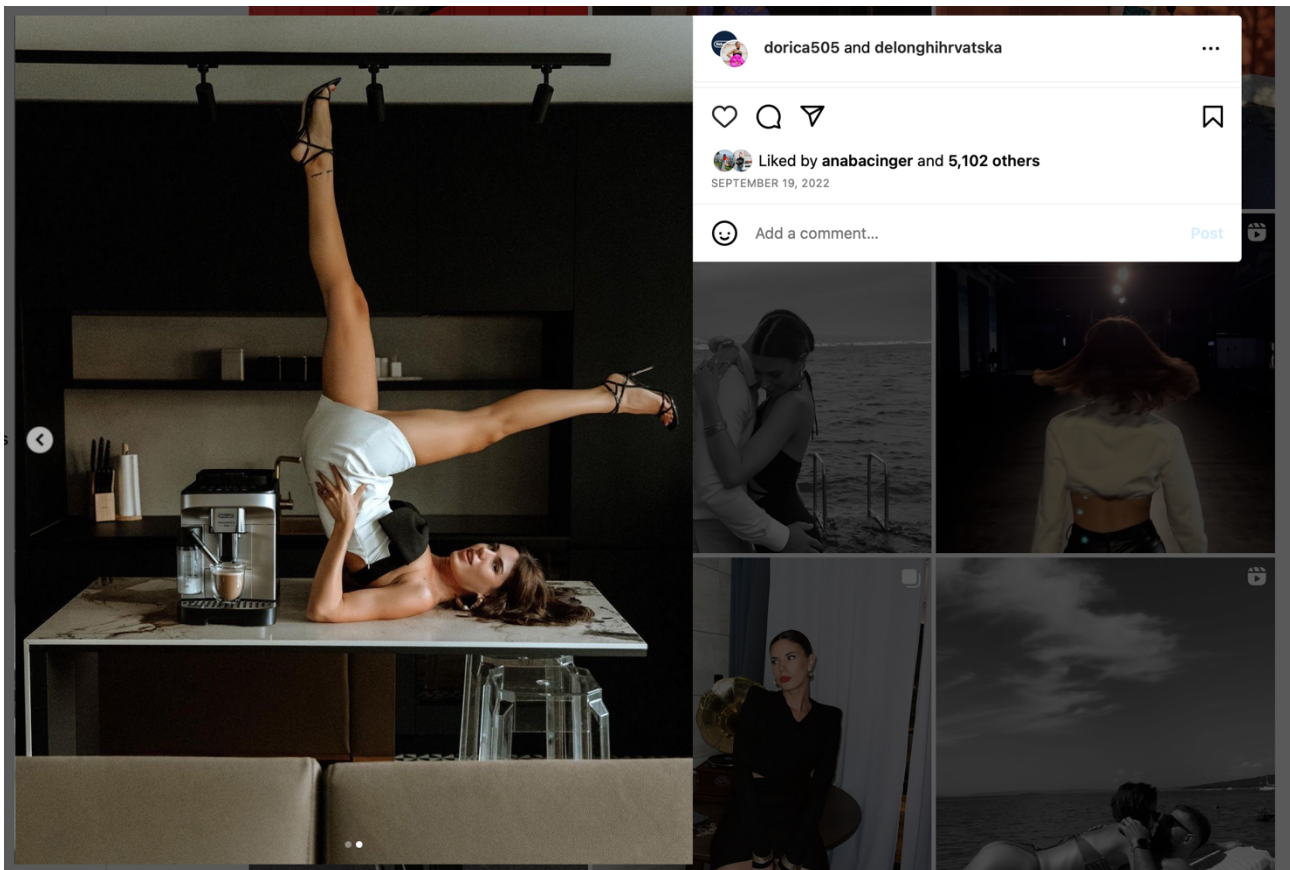 dorica505 and delonghihrvatska
Liked by anabacinger and 5,102 others
SEPTEMBER 19, 2022
Add a comment...
Post
s